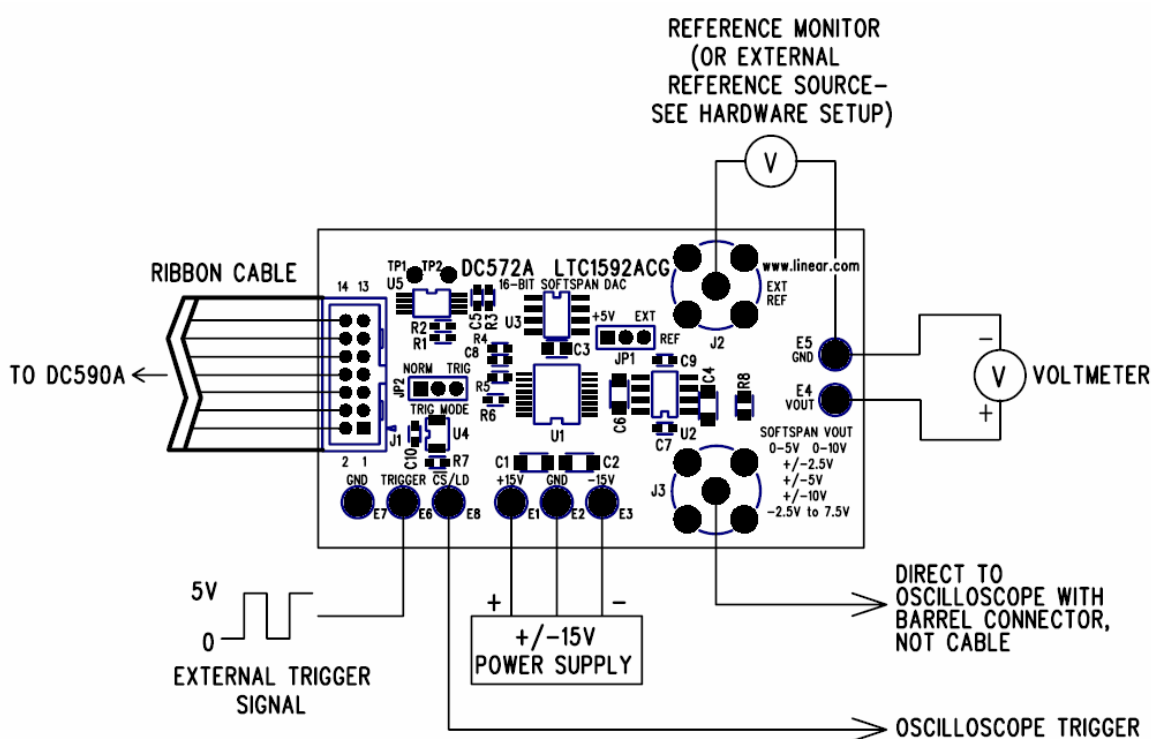 REFERENCE MONITOR
(OR EXTERNAL
REFERENCE SOURCE-
SEE HARDWARE SETUP)
V
RIBBON CABLE
14 13
TP1 TP2
U5
DC572A LTC1592ACG
16-BIT SOFTSPAN DAC
www.linear.com
EXT
REF
J2
C5
R3
U3
+5V EXT
REF
JP1
R2
R1
R4
C8
C3
C9
C4
R8
E5
GND
-
V
VOLTMETER
+
E4
VOUT
TO DC590A
NORM TRIG
JP2
TRIG MODE
R5
R6
U1
C6
U2
C7
J1
C10
U4
R7
2 1
SOFTSPAN VOUT
0-5V 0-10V
+/-2.5V
+/-5V
+/-10V
-2.5V to 7.5V
J3
C1
C2
GND TRIGGER CS/LD +15V GND -15V
E7 E6 E8 E1 E2 E3
5V
0
EXTERNAL TRIGGER
SIGNAL
+ -
+/-15V
POWER SUPPLY
DIRECT TO
OSCILLOSCOPE WITH
BARREL CONNECTOR,
NOT CABLE
OSCILLOSCOPE TRIGGER